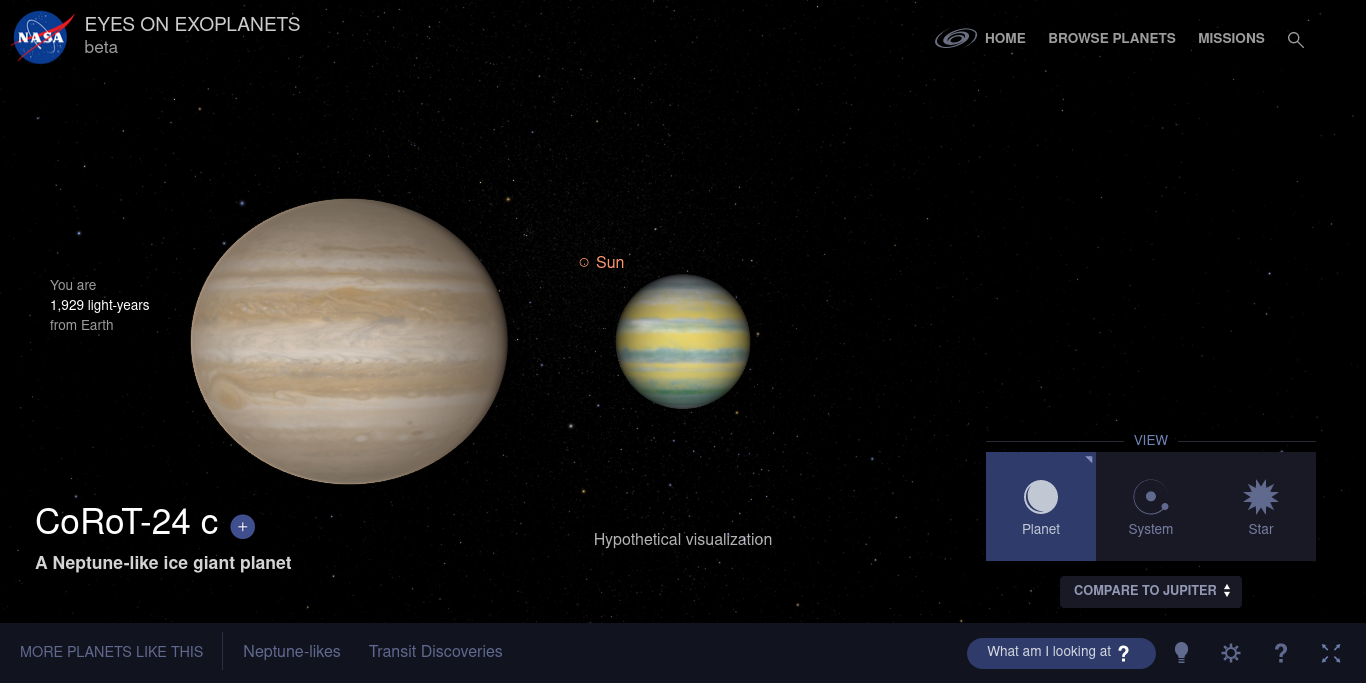 NASA
EYES ON EXOPLANETS
beta
HOME
BROWSE PLANETS
MISSIONS
Sun
You are
1,929 light-years
from Earth
VIEW
Planet
System
Star
CoRoT-24 c +
A Neptune-like ice giant planet
Hypothetical visualIzation
COMPARE TO JUPITER
MORE PLANETS LIKE THIS
Neptune-likes
Transit Discoveries
What am I looking at ?
?